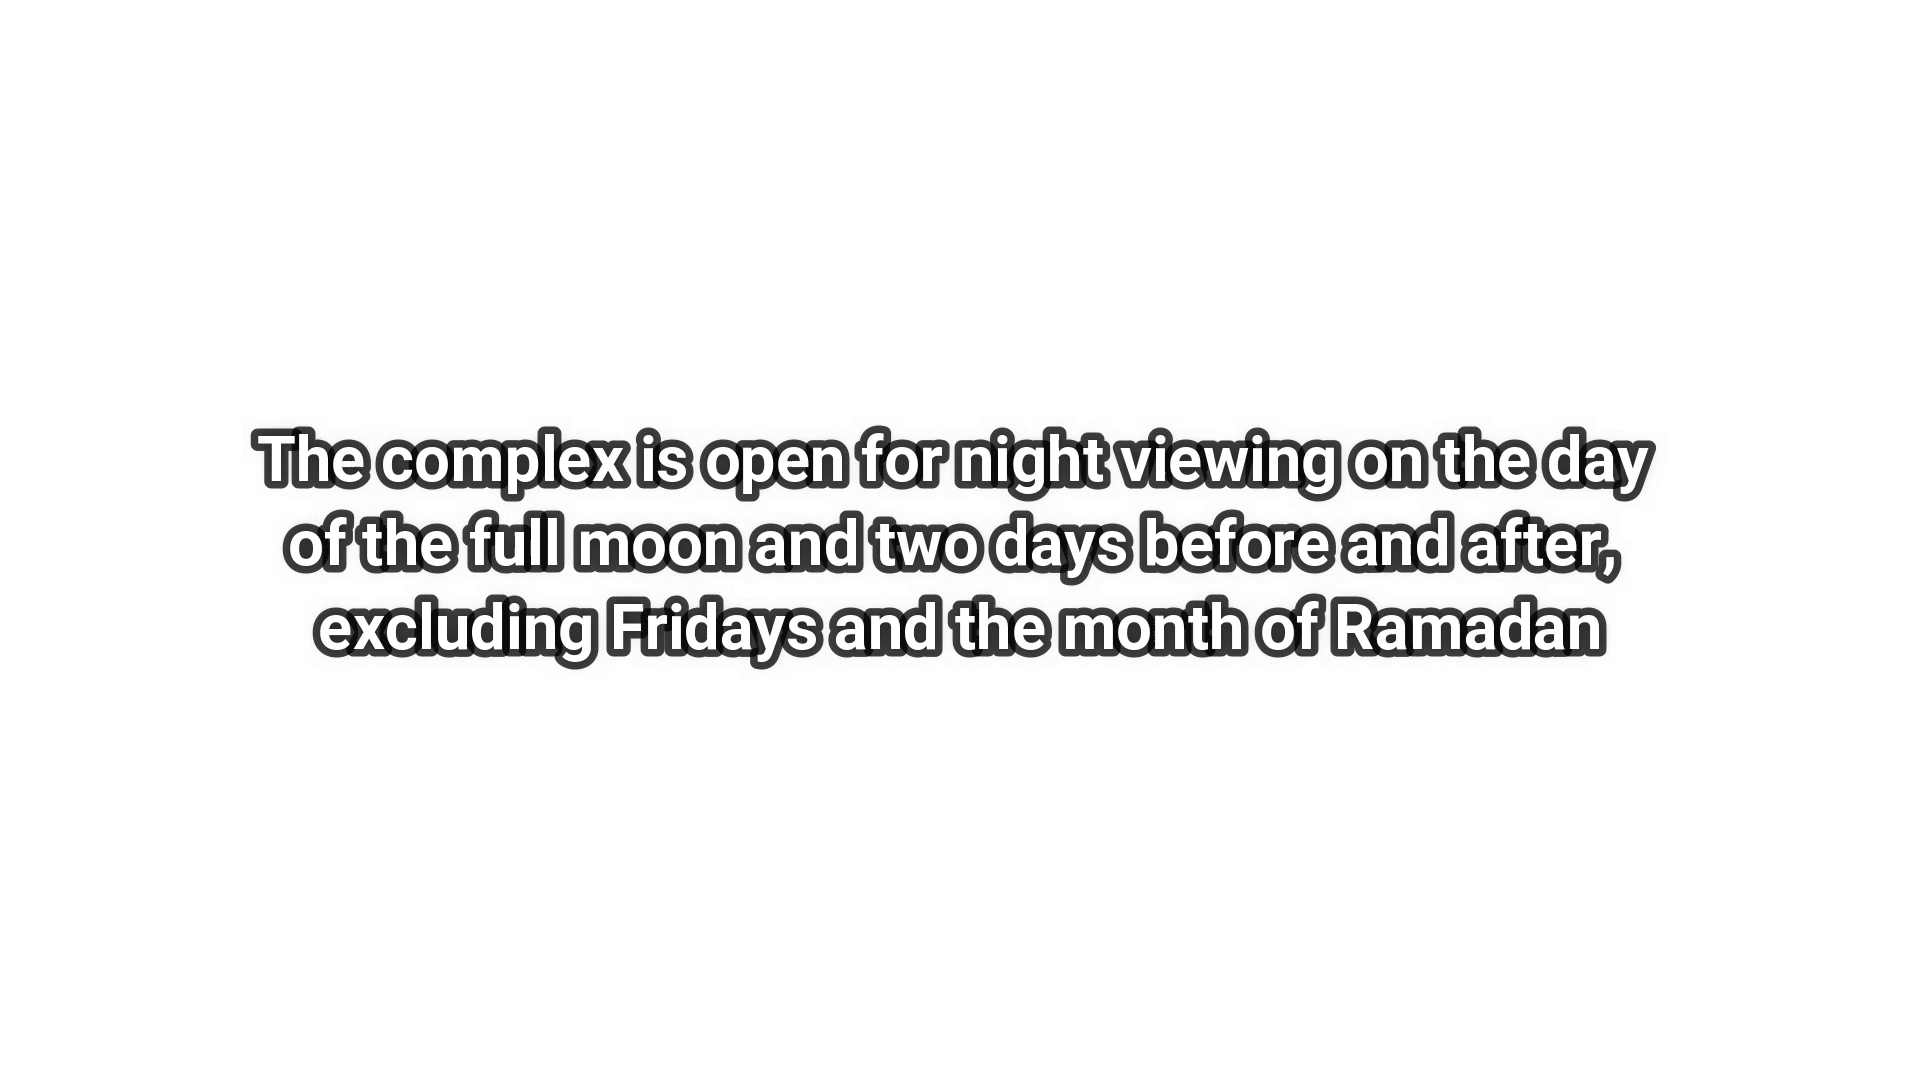 The complex is open for night viewing on the day
of the full moon and two days before and after,
excluding Fridays and the month of Ramadan